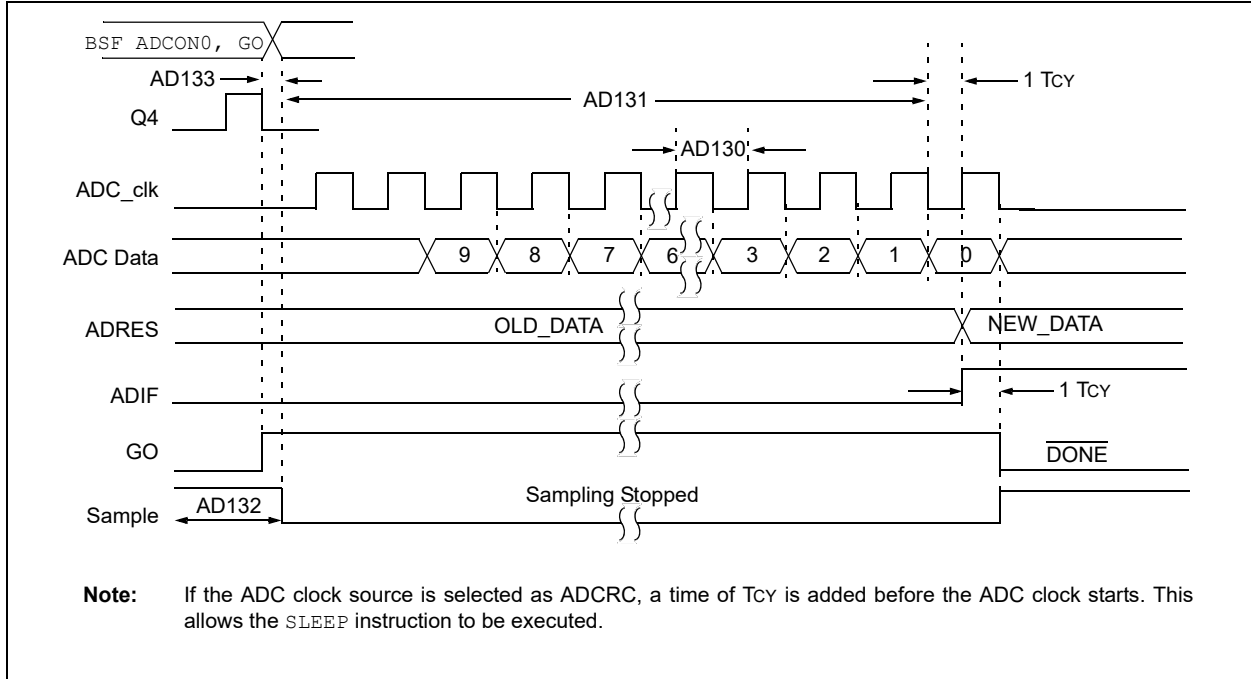 BSF ADCON0, GO
AD133
1 TCY
AD131
Q4
AD130
ADC_clk
ADC Data 9 8 7 6 3 2 1 0
ADRES OLD_DATA NEW_DATA
ADIF 1 TCY
GO DONE
Sample AD132 Sampling Stopped
Note: If the ADC clock source is selected as ADCRC, a time of TCY is added before the ADC clock starts. This
allows the SLEEP instruction to be executed.